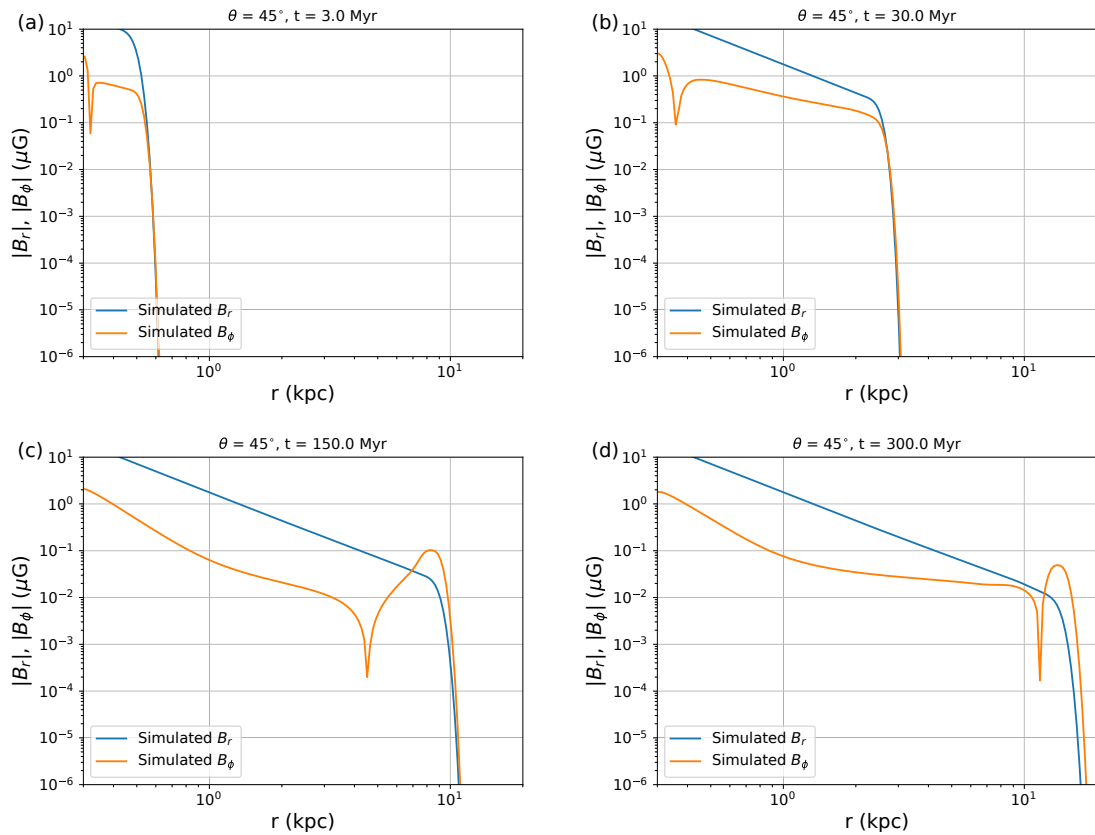 (a)
θ = 45°, t = 3.0 Myr
10¹
10⁰
10⁻¹
10⁻²
10⁻³
10⁻⁴
10⁻⁵
10⁻⁶
|B_r|, |B_ϕ| (μG)
Simulated B_r
Simulated B_ϕ
10⁰
10¹
r (kpc)
(b)
θ = 45°, t = 30.0 Myr
10¹
10⁰
10⁻¹
10⁻²
10⁻³
10⁻⁴
10⁻⁵
10⁻⁶
|B_r|, |B_ϕ| (μG)
Simulated B_r
Simulated B_ϕ
10⁰
10¹
r (kpc)
(c)
θ = 45°, t = 150.0 Myr
10¹
10⁰
10⁻¹
10⁻²
10⁻³
10⁻⁴
10⁻⁵
10⁻⁶
|B_r|, |B_ϕ| (μG)
Simulated B_r
Simulated B_ϕ
10⁰
10¹
r (kpc)
(d)
θ = 45°, t = 300.0 Myr
10¹
10⁰
10⁻¹
10⁻²
10⁻³
10⁻⁴
10⁻⁵
10⁻⁶
|B_r|, |B_ϕ| (μG)
Simulated B_r
Simulated B_ϕ
10⁰
10¹
r (kpc)